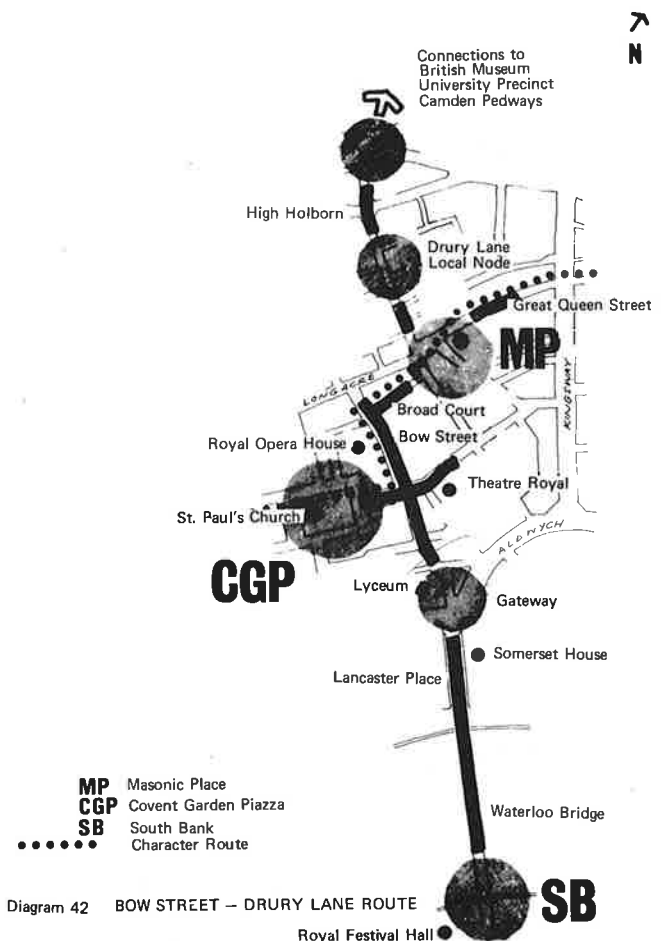 N
Connections to
British Museum
University Precinct
Camden Pedways
High Holborn
Drury Lane
Local Node
Great Queen Street
MP
LONG ACRE
KINGSWAY
Broad Court
Bow Street
Royal Opera House
Theatre Royal
St. Paul's Church
ALDWYCH
CGP
Lyceum
Gateway
Somerset House
Lancaster Place
MP Masonic Place
CGP Covent Garden Piazza
SB South Bank
Character Route
Waterloo Bridge
SB
Diagram 42 BOW STREET – DRURY LANE ROUTE
Royal Festival Hall